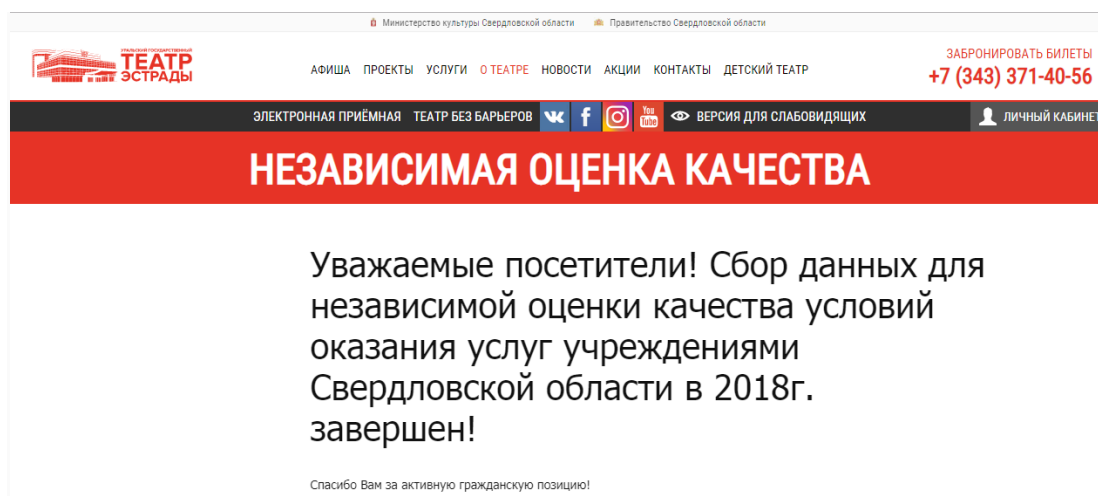 Министерство культуры Свердловской области Правительство Свердловской области
УРАЛЬСКИЙ ГОСУДАРСТВЕННЫЙ
ТЕАТР
ЭСТРАДЫ
АФИША ПРОЕКТЫ УСЛУГИ О ТЕАТРЕ НОВОСТИ АКЦИИ КОНТАКТЫ ДЕТСКИЙ ТЕАТР
ЗАБРОНИРОВАТЬ БИЛЕТЫ
+7 (343) 371-40-56
ЭЛЕКТРОННАЯ ПРИЁМНАЯ ТЕАТР БЕЗ БАРЬЕРОВ You Tube ВЕРСИЯ ДЛЯ СЛАБОВИДЯЩИХ ЛИЧНЫЙ КАБИНЕТ
НЕЗАВИСИМАЯ ОЦЕНКА КАЧЕСТВА
Уважаемые посетители! Сбор данных для
независимой оценки качества условий
оказания услуг учреждениями
Свердловской области в 2018г.
завершен!
Спасибо Вам за активную гражданскую позицию!